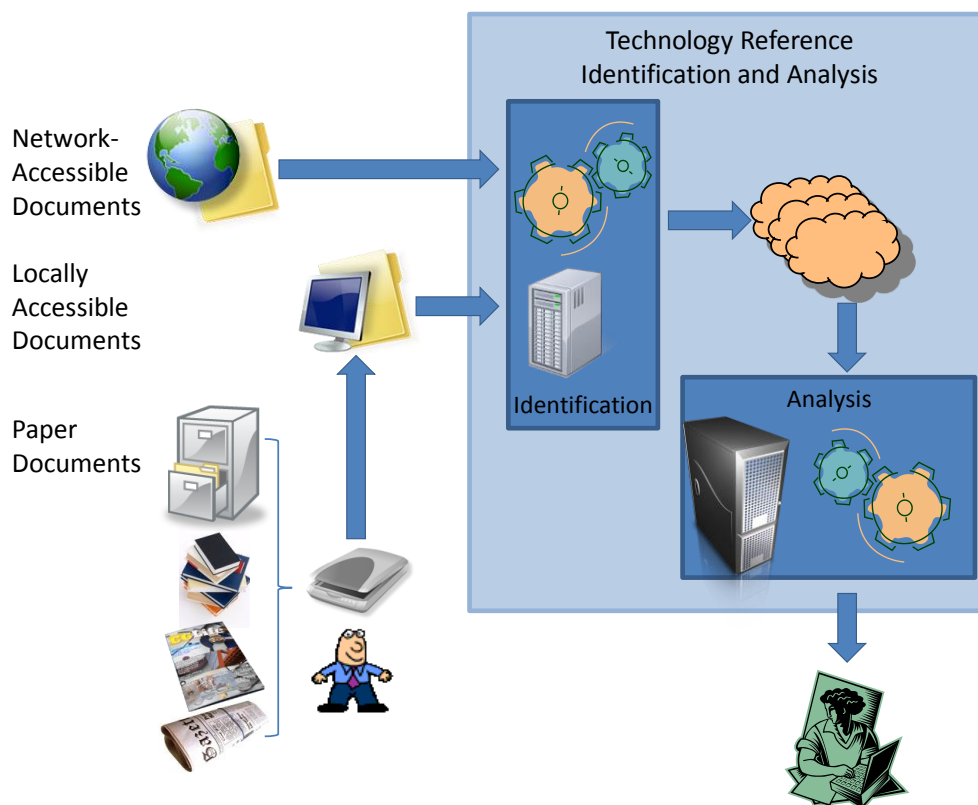 Technology Reference
Identification and Analysis
Network-
Accessible
Documents
Locally
Accessible
Documents
Identification
Analysis
Paper
Documents